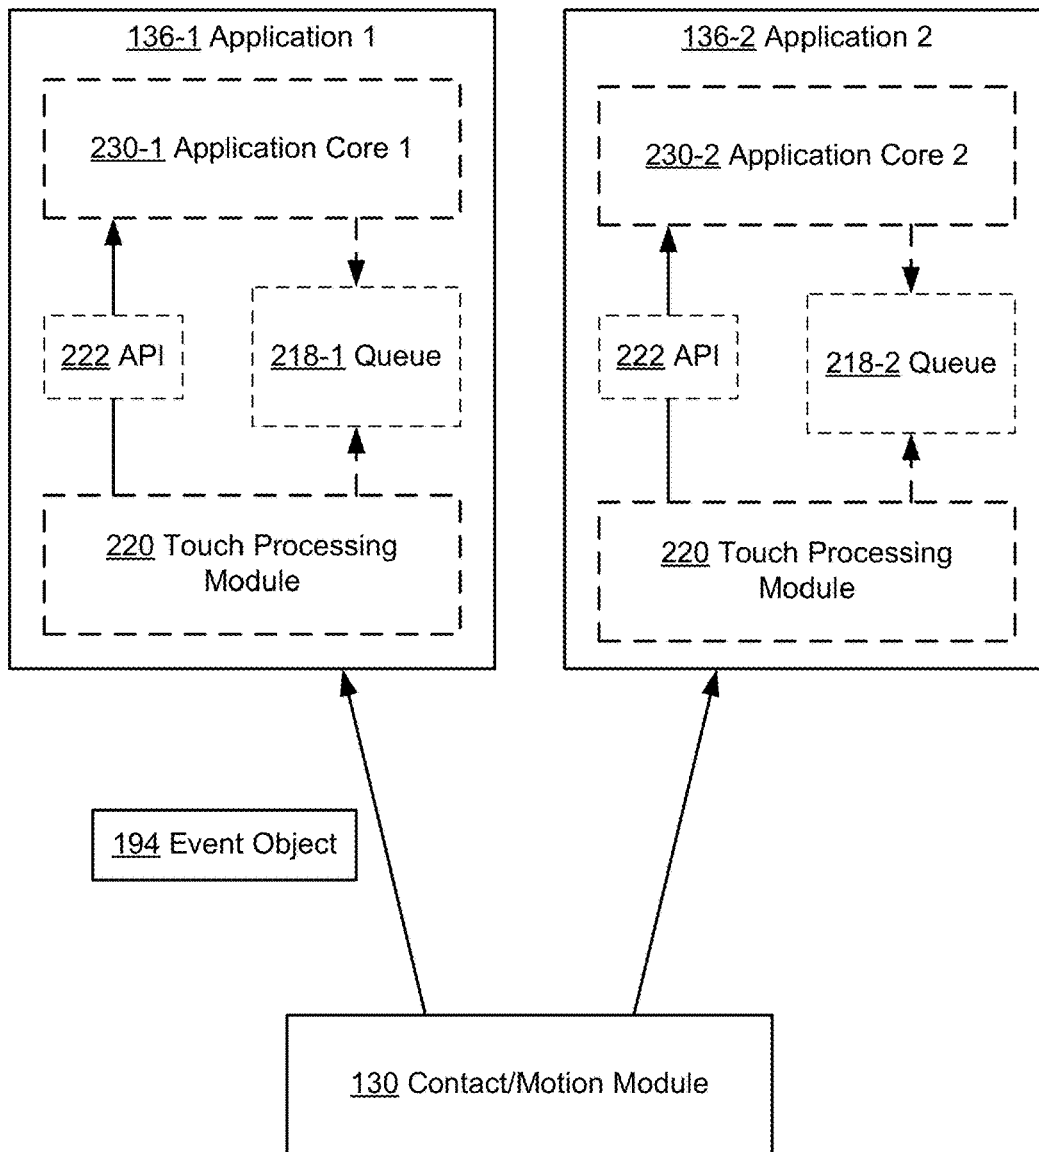 136-1 Application 1
230-1 Application Core 1
222 API
218-1 Queue
220 Touch Processing
Module
136-2 Application 2
230-2 Application Core 2
222 API
218-2 Queue
220 Touch Processing
Module
194 Event Object
130 Contact/Motion Module